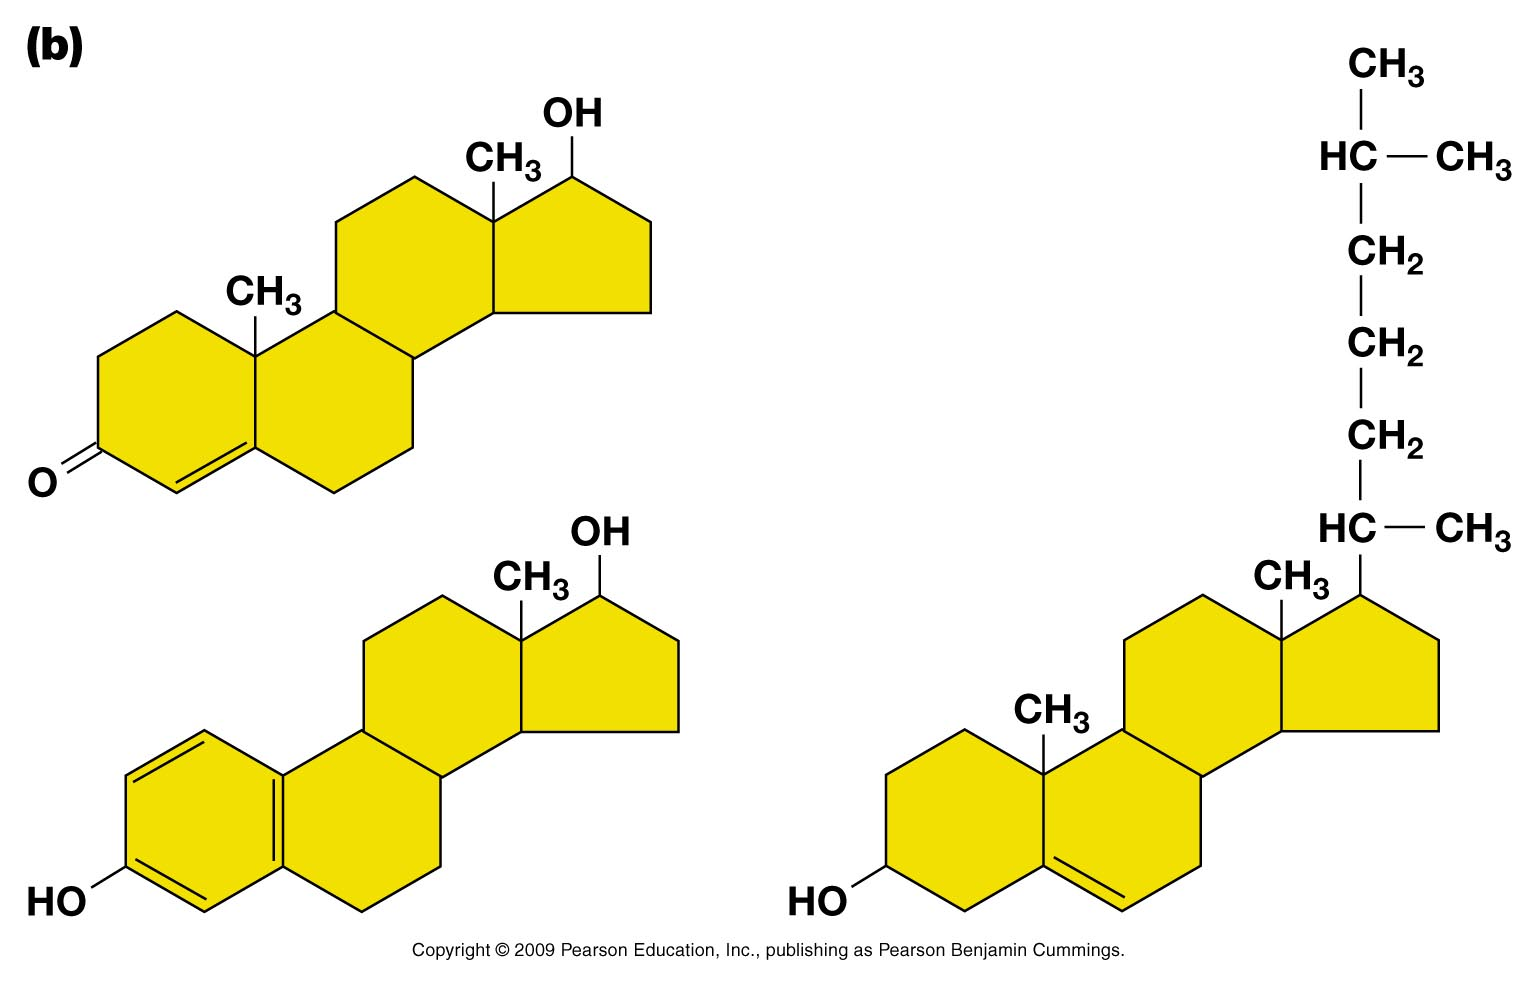 (b)
OH
CH3
CH3
O
OH
CH3
HO
CH3
HC — CH3
CH2
CH2
CH2
HC — CH3
CH3
CH3
HO
Copyright © 2009 Pearson Education, Inc., publishing as Pearson Benjamin Cummings.